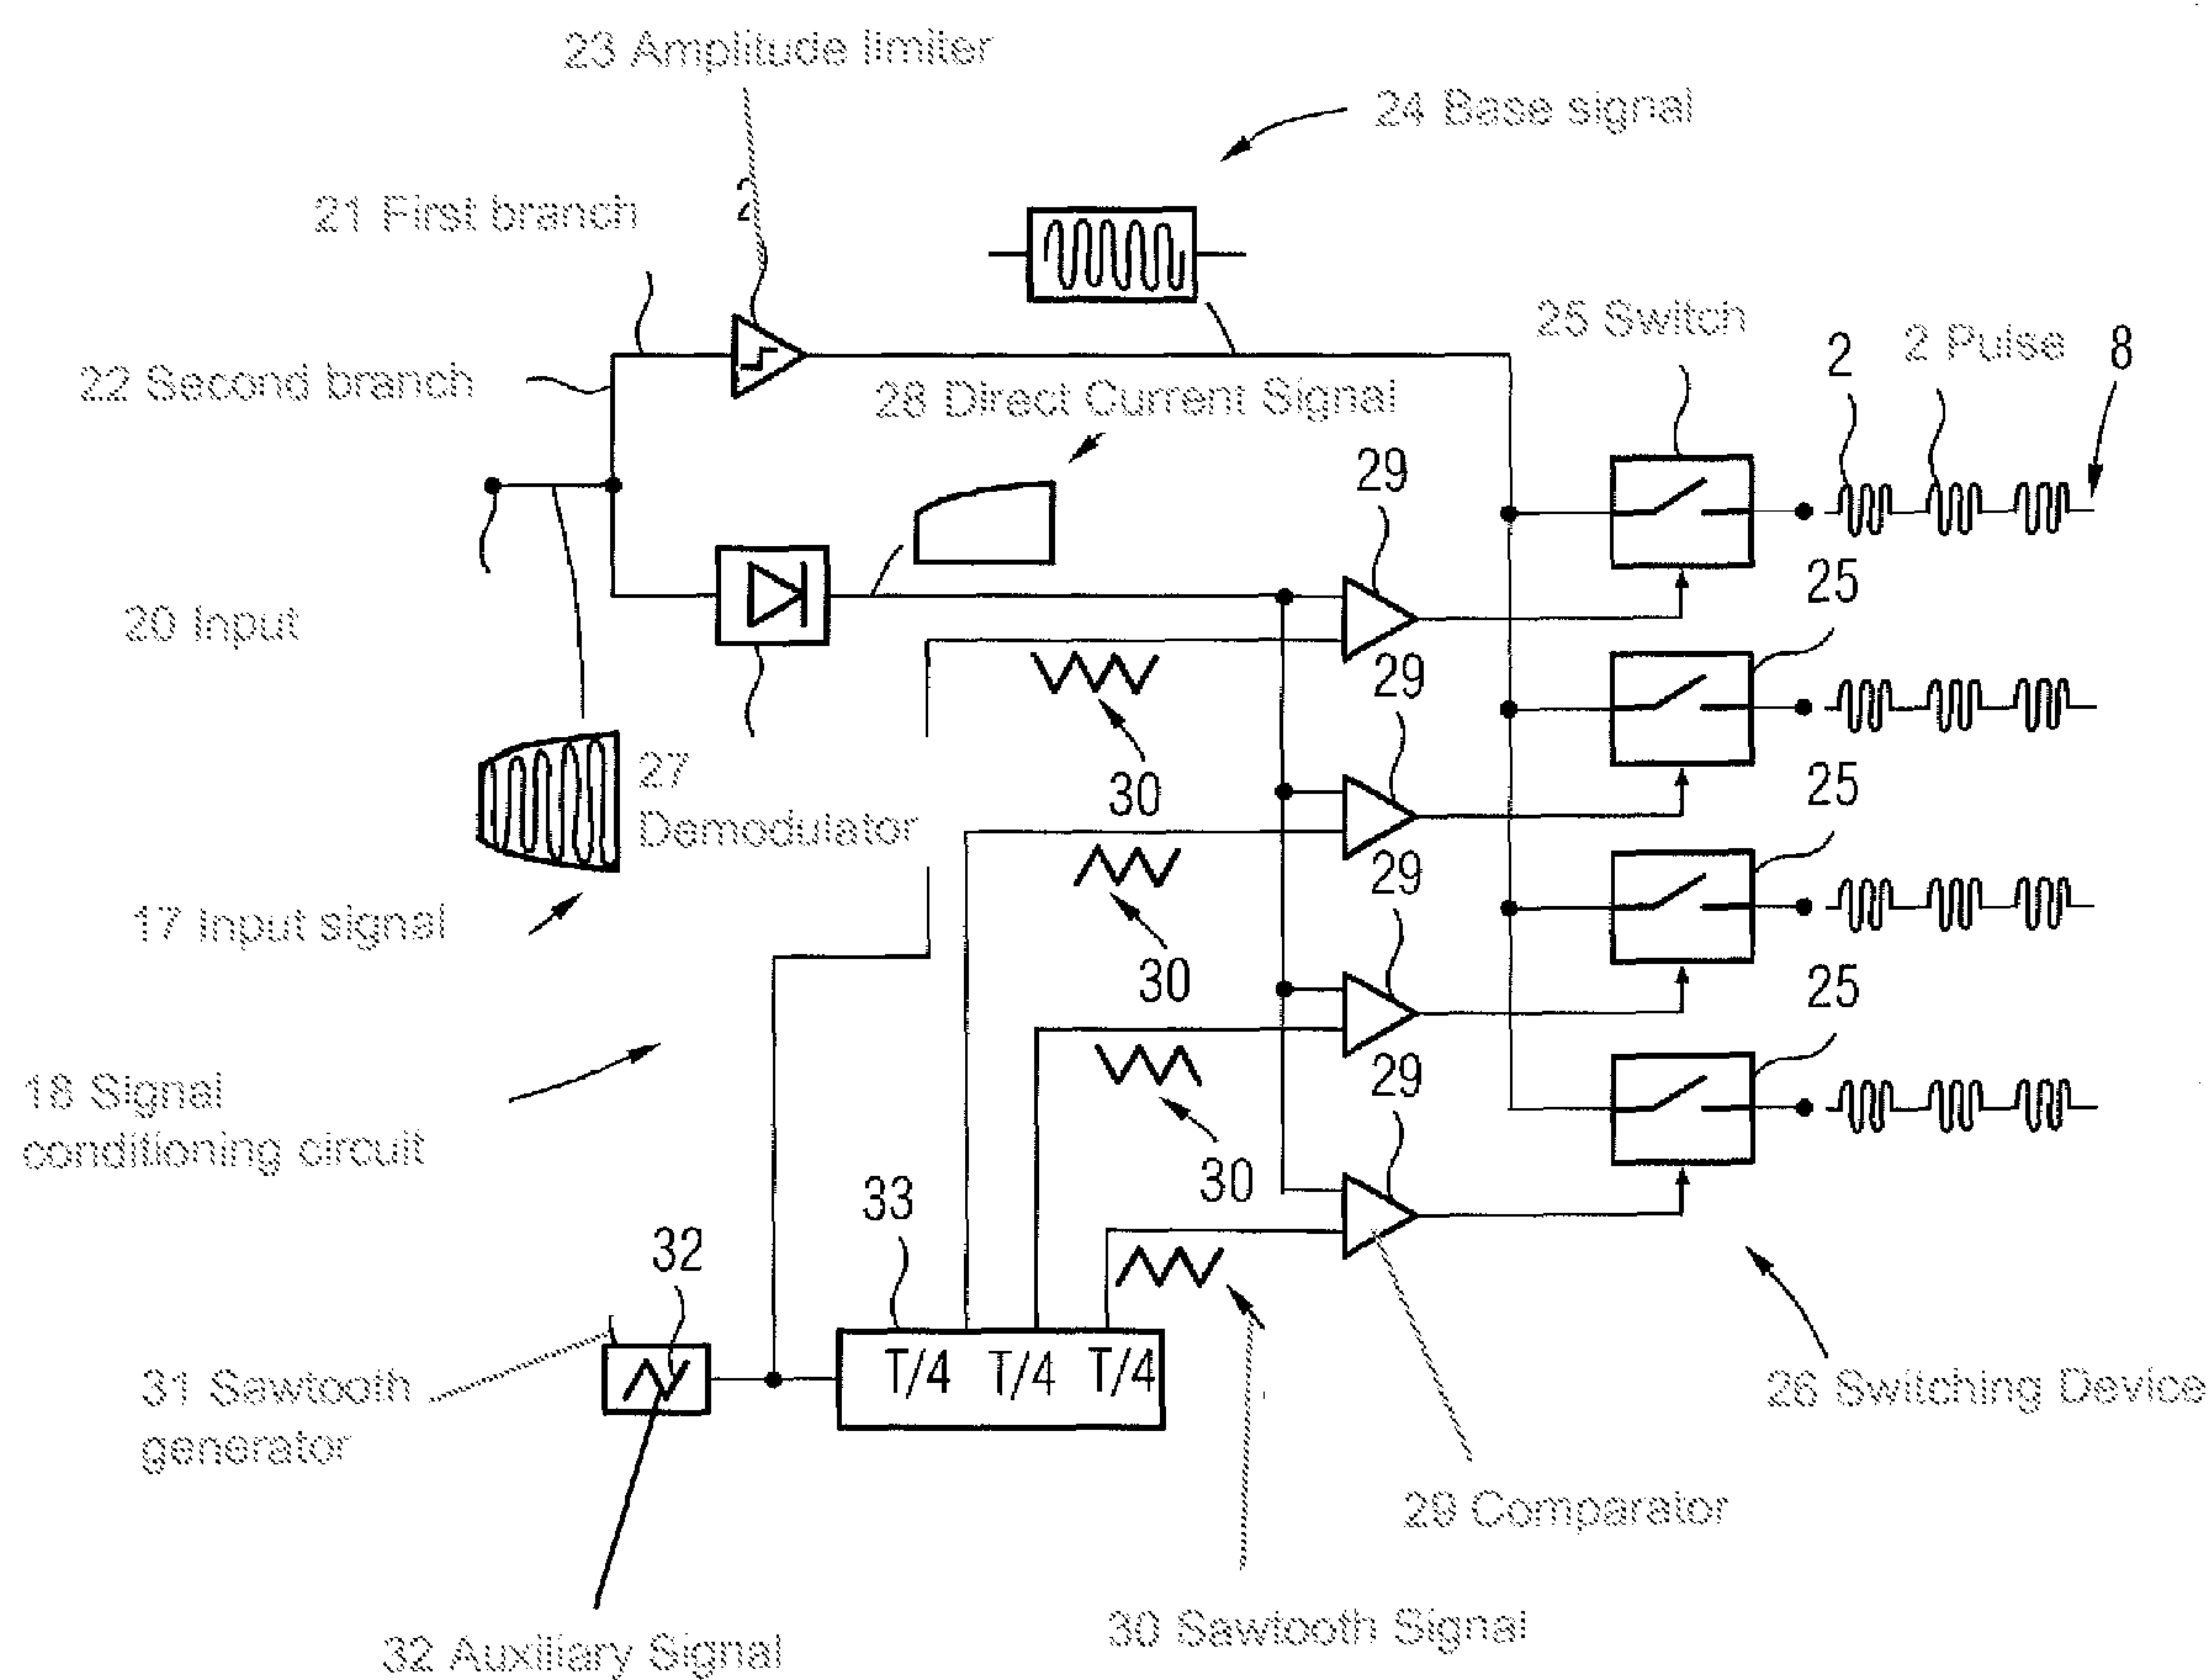 23 Amplitude limiter
24 Base signal
2
21 First branch
25 Switch
2
2 Pulse
8
22 Second branch
28 Direct Current Signal
29
25
20 Input
29
27
Demodulator
30
25
29
17 Input signal
30
25
29
18 Signal
conditioning circuit
30
33
32
T/4 T/4 T/4
31 Sawtooth
generator
26 Switching Device
29 Comparator
30 Sawtooth Signal
32 Auxiliary Signal